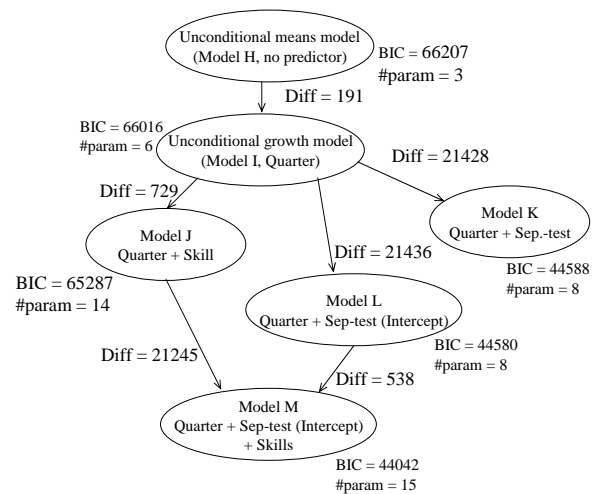 Unconditional means model
(Model H, no predictor)
BIC = 66207
#param = 3
Diff = 191
BIC = 66016
#param = 6
Unconditional growth model
(Model I, Quarter)
Diff = 21428
Diff = 729
Model K
Quarter + Sep.-test
Model J
Quarter + Skill
Diff = 21436
BIC = 44588
#param = 8
BIC = 65287
#param = 14
Model L
Quarter + Sep-test (Intercept)
BIC = 44580
#param = 8
Diff = 21245
Diff = 538
Model M
Quarter + Sep-test (Intercept)
+ Skills
BIC = 44042
#param = 15